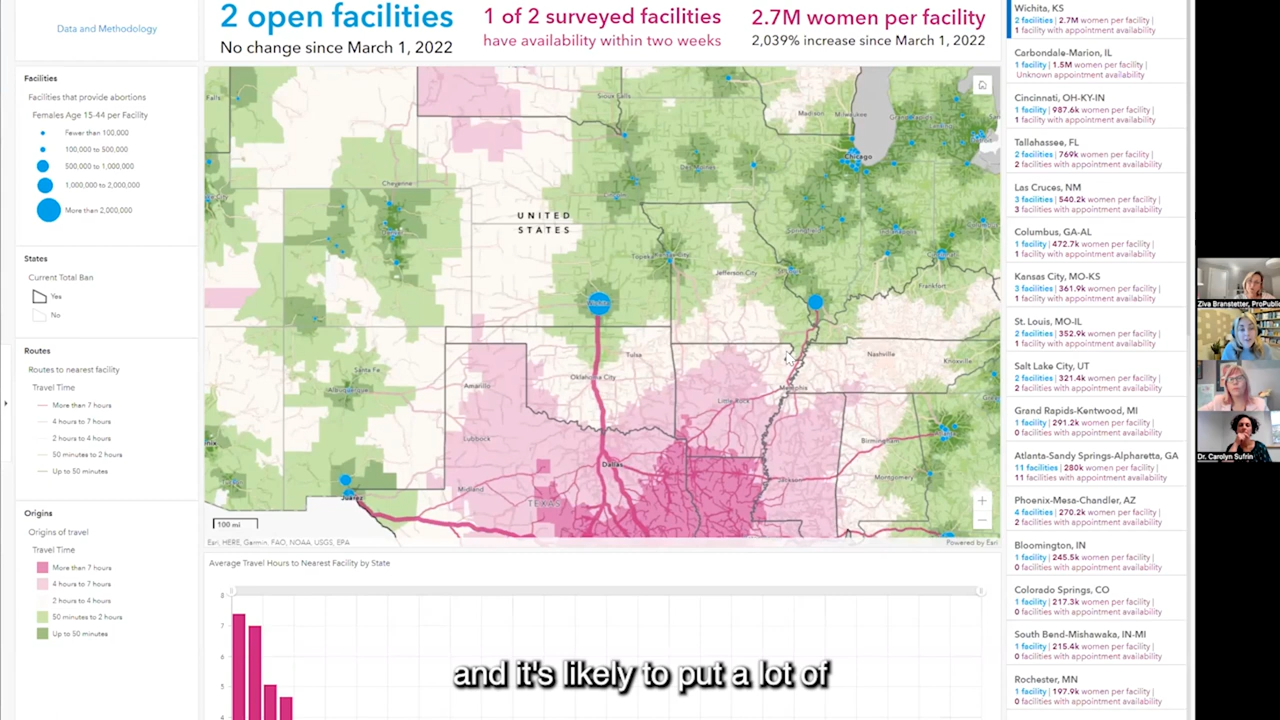 Data and Methodology
2 open facilities
No change since March 1, 2022
1 of 2 surveyed facilities
have availability within two weeks
2.7M women per facility
2,039% increase since March 1, 2022
Facilities
Facilities that provide abortions
Females Age 15-44 per Facility
Fewer than 100,000
100,000 to 500,000
500,000 to 1,000,000
1,000,000 to 2,000,000
More than 2,000,000
States
Current Total Ban
Yes
No
Routes
Routes to nearest facility
Travel Time
More than 7 hours
4 hours to 7 hours
2 hours to 4 hours
50 minutes to 2 hours
Up to 50 minutes
Origins
Origins of travel
Travel Time
More than 7 hours
4 hours to 7 hours
2 hours to 4 hours
50 minutes to 2 hours
Up to 50 minutes
Sioux Falls
Madison
Milwaukee
Chicago
Des Moines
Cheyenne
UNITED
STATES
Springfield
Topeka
Kansas City
Jefferson City
Frankfort
Wichita
Tulsa
Nashville
Knoxville
Santa Fe
Albuquerque
Amarillo
Oklahoma City
Memphis
Little Rock
Lubbock
Birmingham
Dallas
Jackson
Montgomery
Midland
Juárez
TEXAS
100 mi
Esri, HERE, Garmin, FAO, NOAA, USGS, EPA
Powered by Esri
Average Travel Hours to Nearest Facility by State
8
7
6
5
4
Wichita, KS
2 facilities | 2.7M women per facility |
1 facility with appointment availability
Carbondale-Marion, IL
1 facility | 1.5M women per facility |
Unknown appointment availability
Cincinnati, OH-KY-IN
1 facility | 987.6k women per facility |
1 facility with appointment availability
Tallahassee, FL
2 facilities | 769k women per facility |
2 facilities with appointment availability
Las Cruces, NM
3 facilities | 540.2k women per facility |
3 facilities with appointment availability
Columbus, GA-AL
1 facility | 472.7k women per facility |
1 facility with appointment availability
Kansas City, MO-KS
3 facilities | 361.9k women per facility |
1 facility with appointment availability
St. Louis, MO-IL
2 facilities | 352.9k women per facility |
1 facility with appointment availability
Salt Lake City, UT
2 facilities | 321.4k women per facility |
2 facilities with appointment availability
Grand Rapids-Kentwood, MI
1 facility | 291.2k women per facility |
0 facilities with appointment availability
Atlanta-Sandy Springs-Alpharetta, GA
11 facilities | 280k women per facility |
11 facilities with appointment availability
Phoenix-Mesa-Chandler, AZ
4 facilities | 270.2k women per facility |
2 facilities with appointment availability
Bloomington, IN
1 facility | 245.5k women per facility |
0 facilities with appointment availability
Colorado Springs, CO
1 facility | 217.3k women per facility |
0 facilities with appointment availability
South Bend-Mishawaka, IN-MI
1 facility | 215.4k women per facility |
0 facilities with appointment availability
Rochester, MN
1 facility | 197.9k women per facility |
Ziva Branstetter, ProPublic
Dr. Carolyn Sufrin
and it's likely to put a lot of